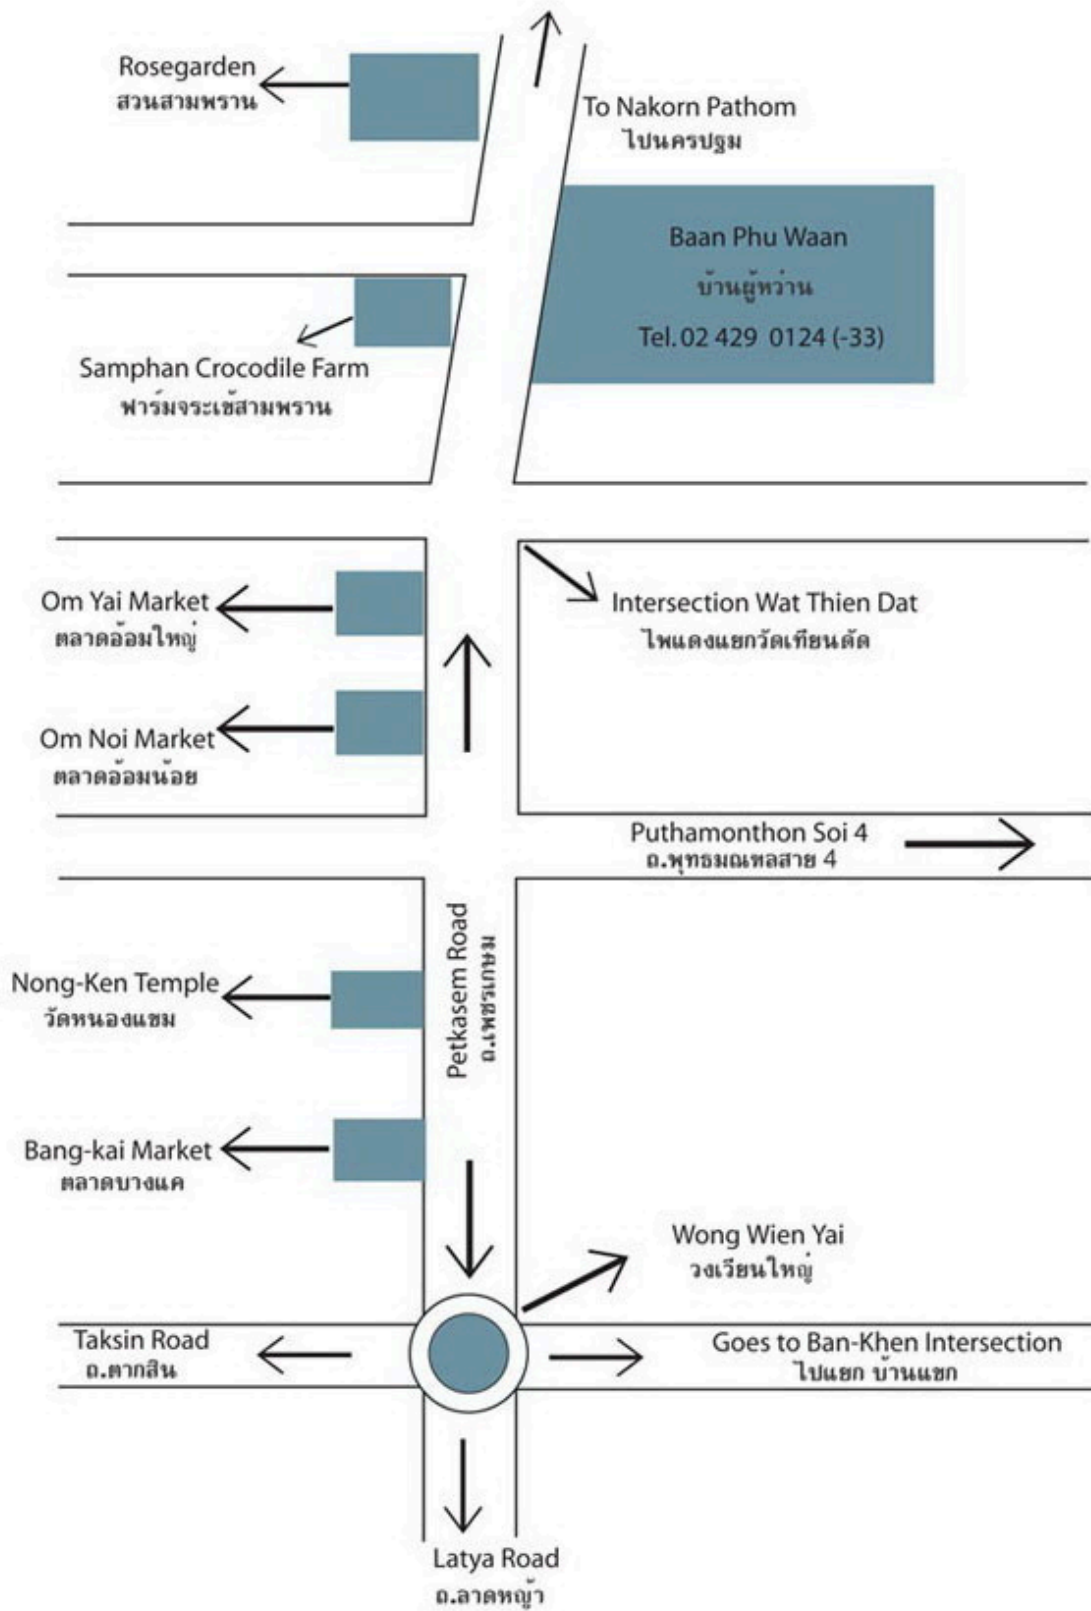 Rosegarden
สวนสามพราน
To Nakorn Pathom
ไปนครปฐม
Baan Phu Waan
บ้านผู้หว่าน
Tel. 02 429 0124 (-33)
Samphan Crocodile Farm
ฟาร์มจระเข้สามพราน
Om Yai Market
ตลาดอ้อมใหญ่
Intersection Wat Thien Dat
ไฟแดงแยกวัดเทียนดัด
Om Noi Market
ตลาดอ้อมน้อย
Puthamonthon Soi 4
ถ.พุทธมณฑลสาย 4
Petkasem Road
ถ.เพชรเกษม
Nong-Ken Temple
วัดหนองแขม
Bang-kai Market
ตลาดบางแค
Wong Wien Yai
วงเวียนใหญ่
Taksin Road
ถ.ตากสิน
Goes to Ban-Khen Intersection
ไปแยก บ้านแขก
Latya Road
ถ.ลาดหญ้า